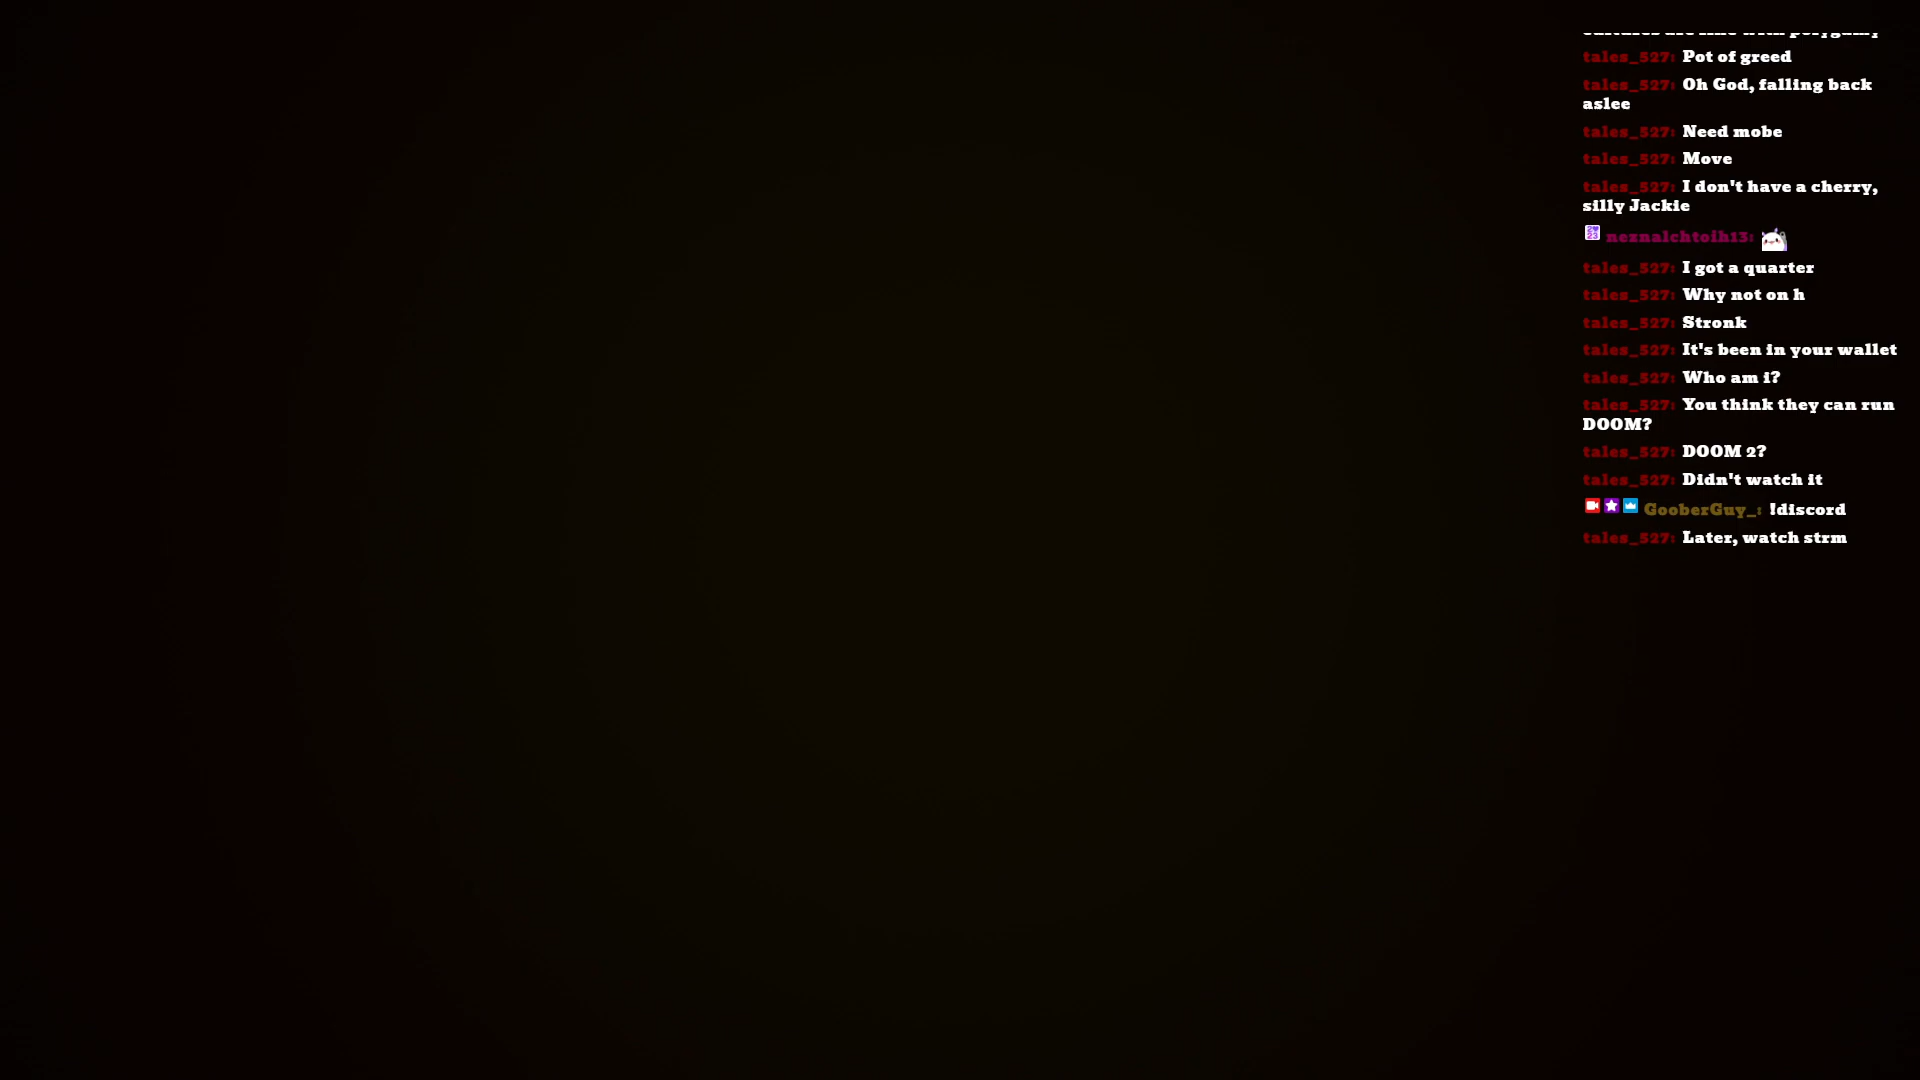 tales_527: Pot of greed
tales_527: Oh God, falling back
aslee
tales_527: Need mobe
tales_527: Move
tales_527: I don't have a cherry,
silly Jackie
neznalchtoih13:
tales_527: I got a quarter
tales_527: Why not on h
tales_527: Stronk
tales_527: It's been in your wallet
tales_527: Who am i?
tales_527: You think they can run
DOOM?
tales_527: DOOM 2?
tales_527: Didn't watch it
GooberGuy_: !discord
tales_527: Later, watch strm